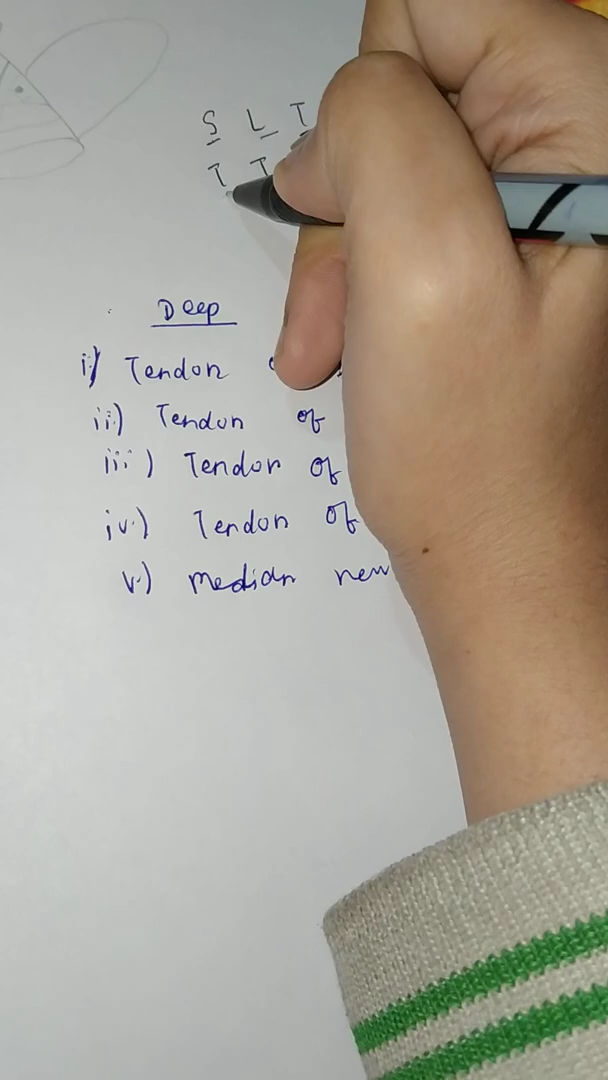 S L T
T T
Deep
i) Tendon
ii) Tendon of
iii) Tendon of
iv) Tendon of
v) Median